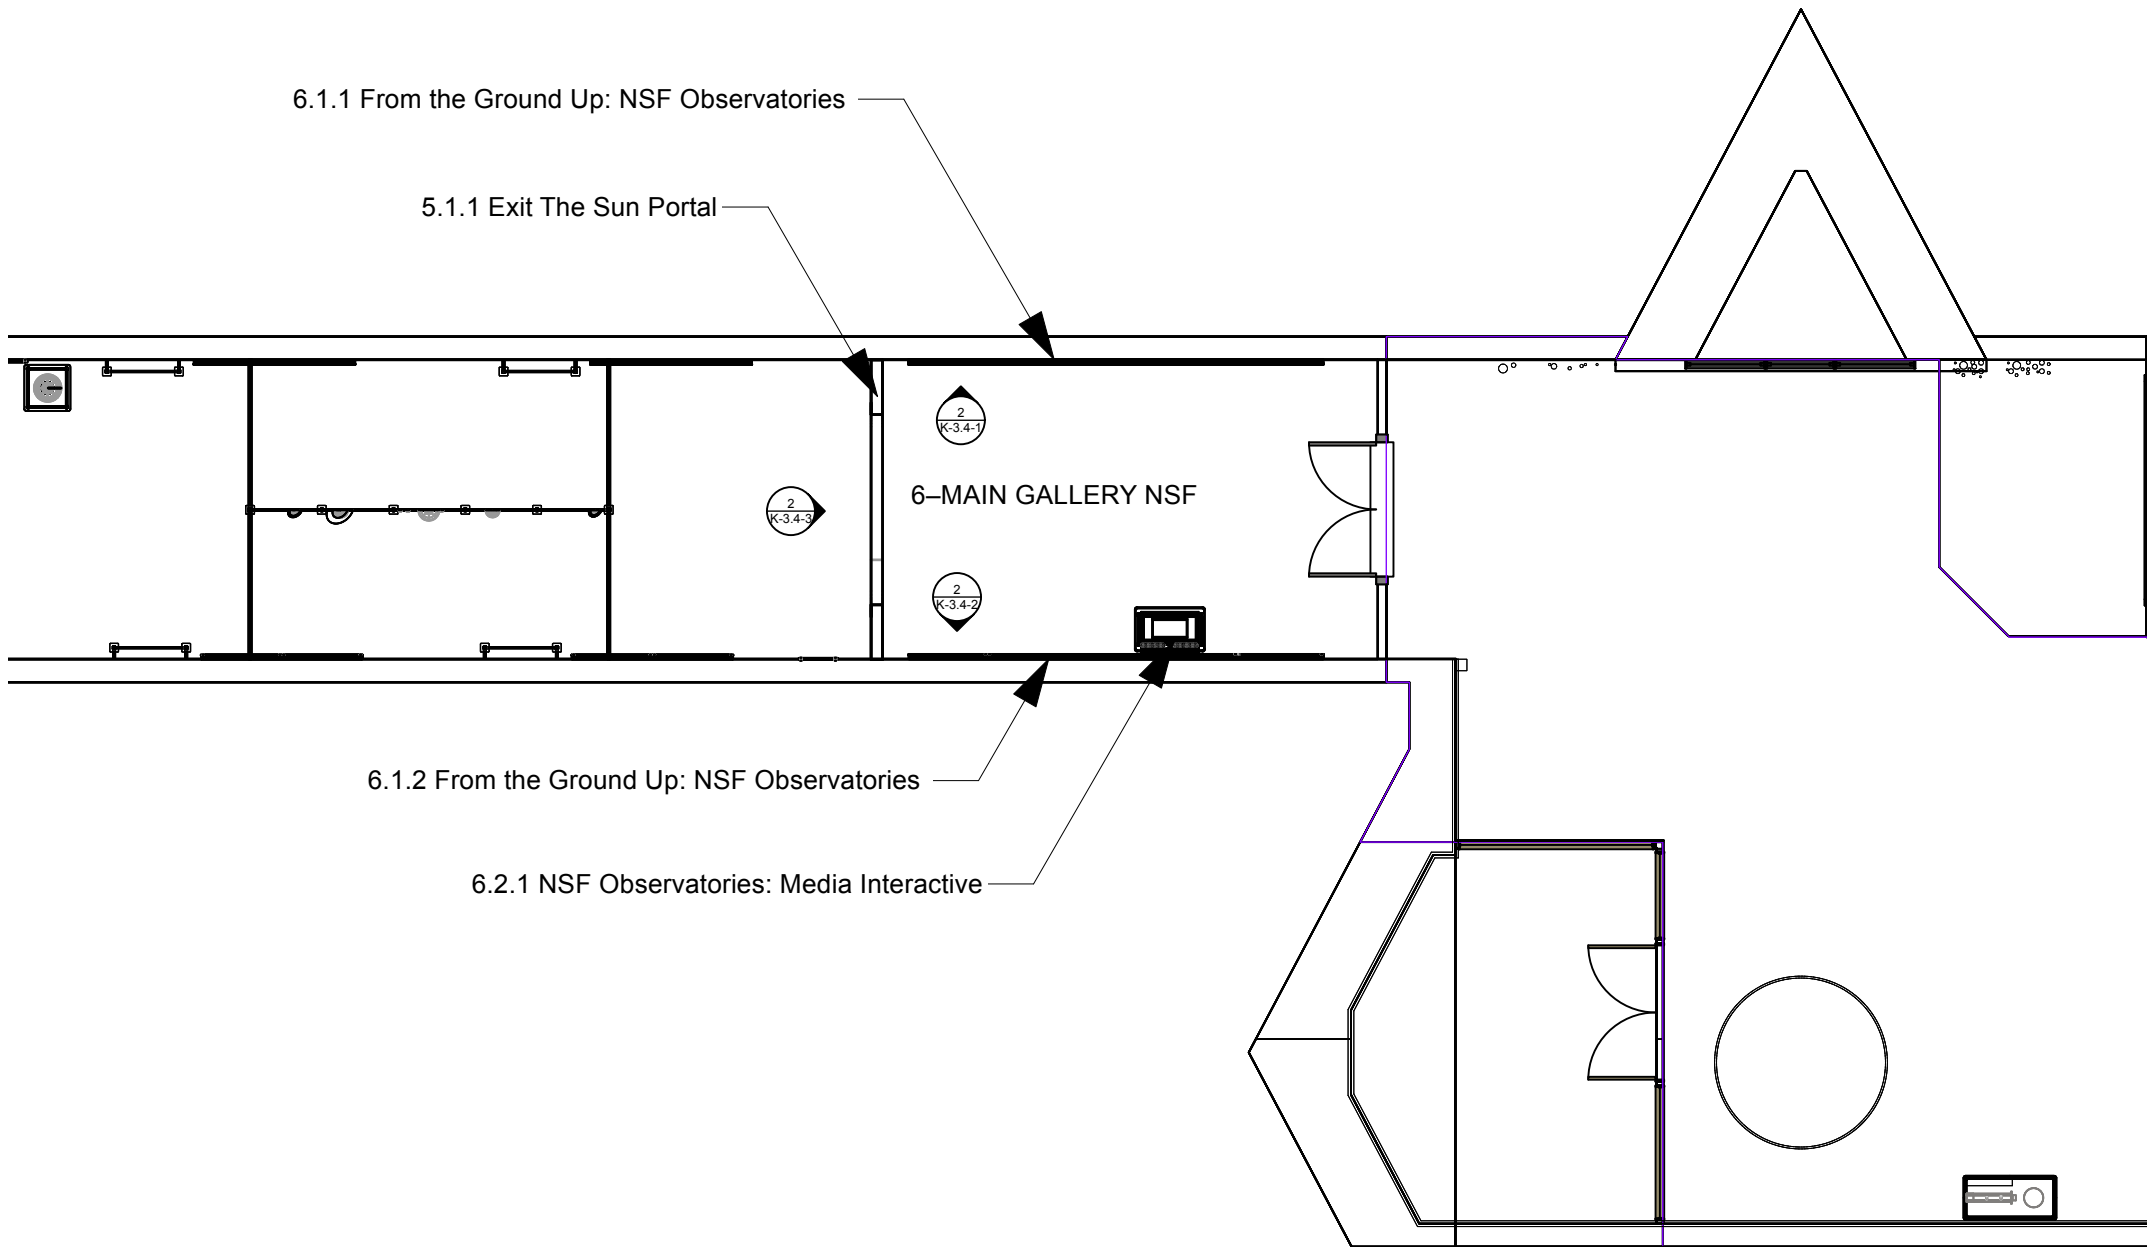 6.1.1 From the Ground Up: NSF Observatories
5.1.1 Exit The Sun Portal
2
K-3.4-1
6–MAIN GALLERY NSF
2
K-3.4-3
2
K-3.4-2
6.1.2 From the Ground Up: NSF Observatories
6.2.1 NSF Observatories: Media Interactive